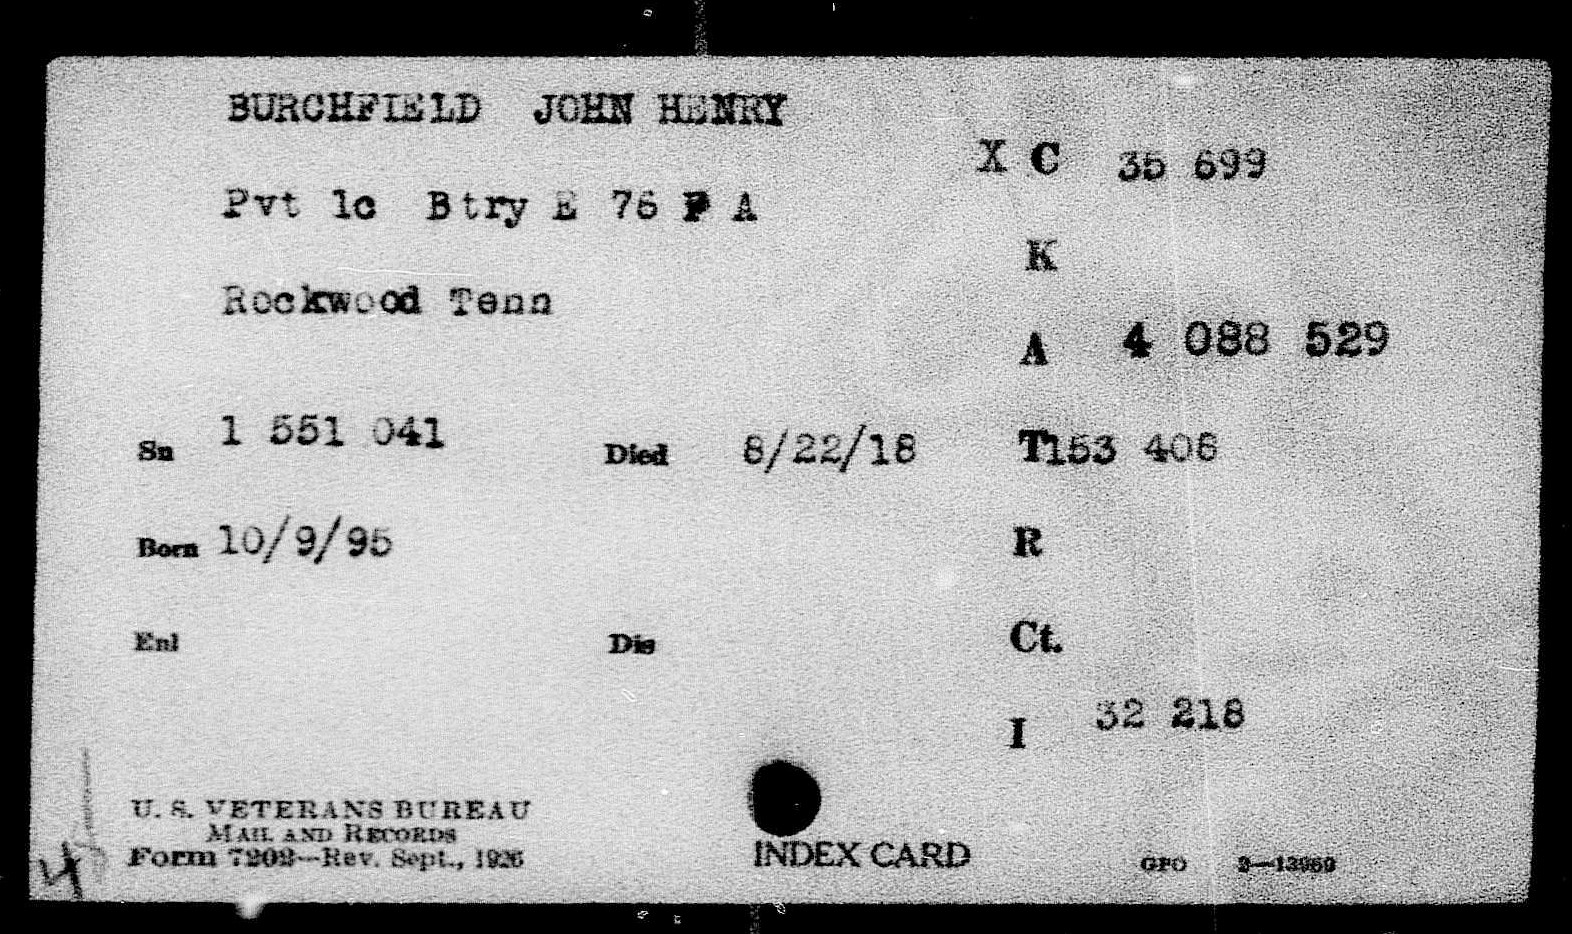 BURCHFIELD JOHN HENRY
X C 35 699
Pvt 1c Btry E 76 F A
K
Rockwood Tenn
A 4 088 529
Sn 1 551 041
Died 8/22/18
T 153 406
Born 10/9/95
R
Enl
Dis
Ct.
I 32 218
U. S. VETERANS BUREAU
MAIL AND RECORDS
Form 7202—Rev. Sept., 1926
INDEX CARD
GPO
4